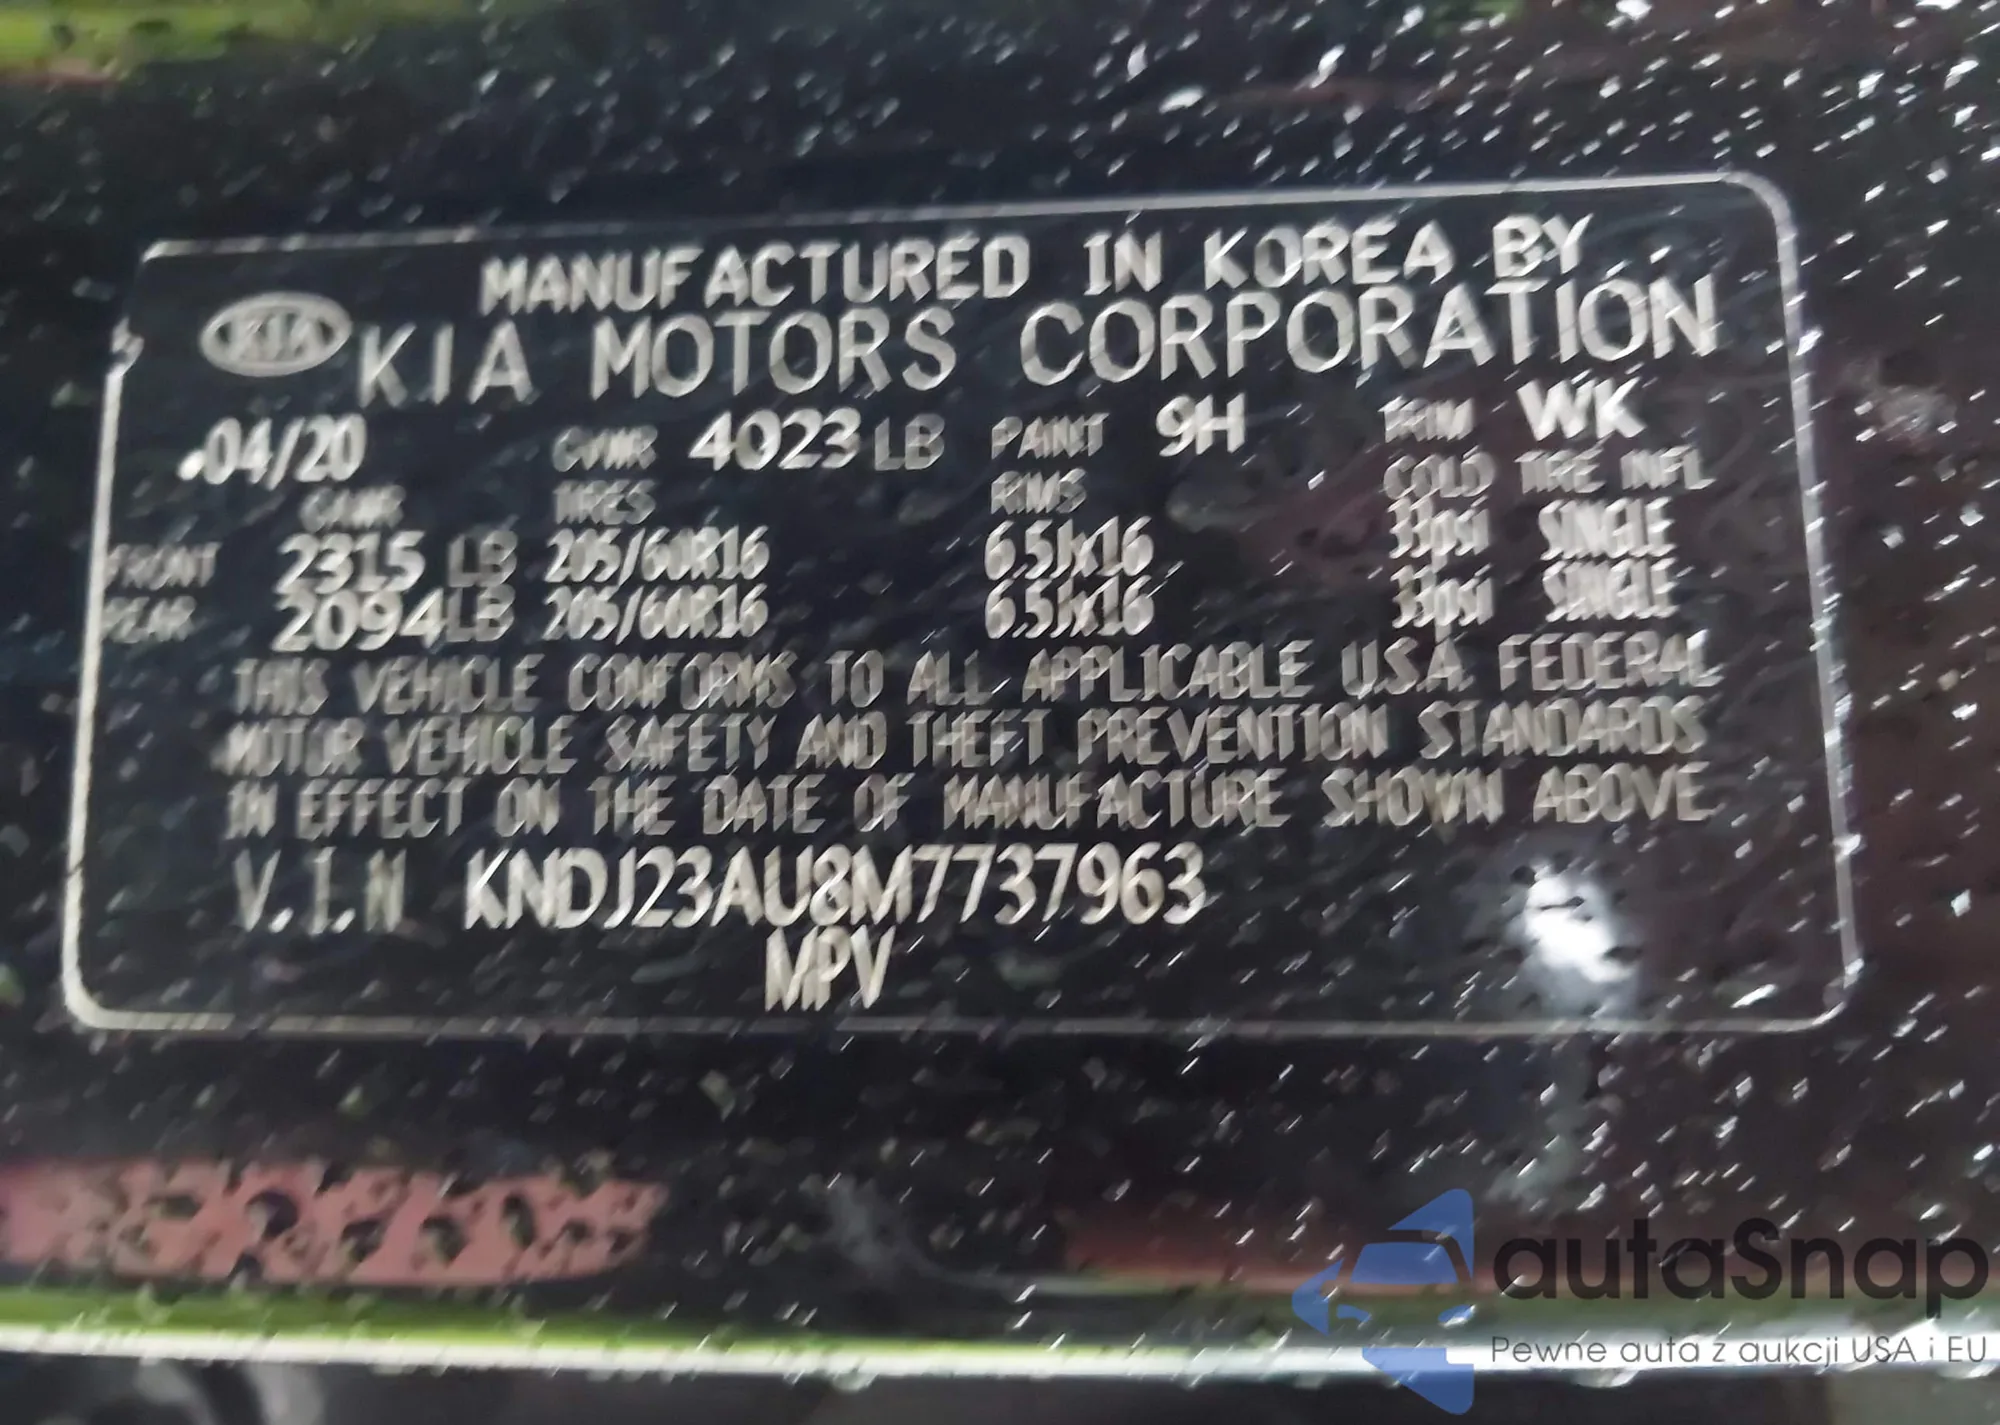 MANUFACTURED IN KOREA BY
KIA KIA MOTORS CORPORATION
04/20 GVWR 4023 LB PAINT 9H TRIM WK
GAWR TIRES RIMS COLD TIRE INFL
FRONT 2315 LB 205/60R16 6.5Jx16 33psi SINGLE
REAR 2094LB 205/60R16 6.5Jx16 33psi SINGLE
THIS VEHICLE CONFORMS TO ALL APPLICABLE U.S.A. FEDERAL
MOTOR VEHICLE SAFETY AND THEFT PREVENTION STANDARDS
IN EFFECT ON THE DATE OF MANUFACTURE SHOWN ABOVE
V.I.N KNDJ23AU8M7737963
MPV
autaSnap
Pewne auta z aukcji USA i EU